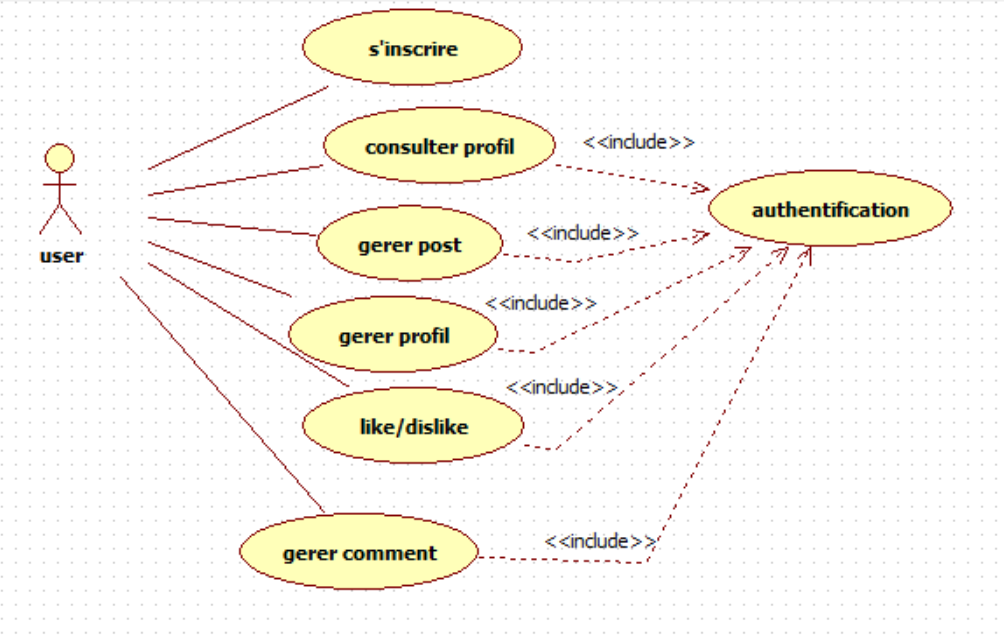 s'inscrire
consulter profil
<<include>>
authentification
gerer post
<<include>>
user
gerer profil
<<include>>
like/dislike
<<include>>
gerer comment
<<include>>